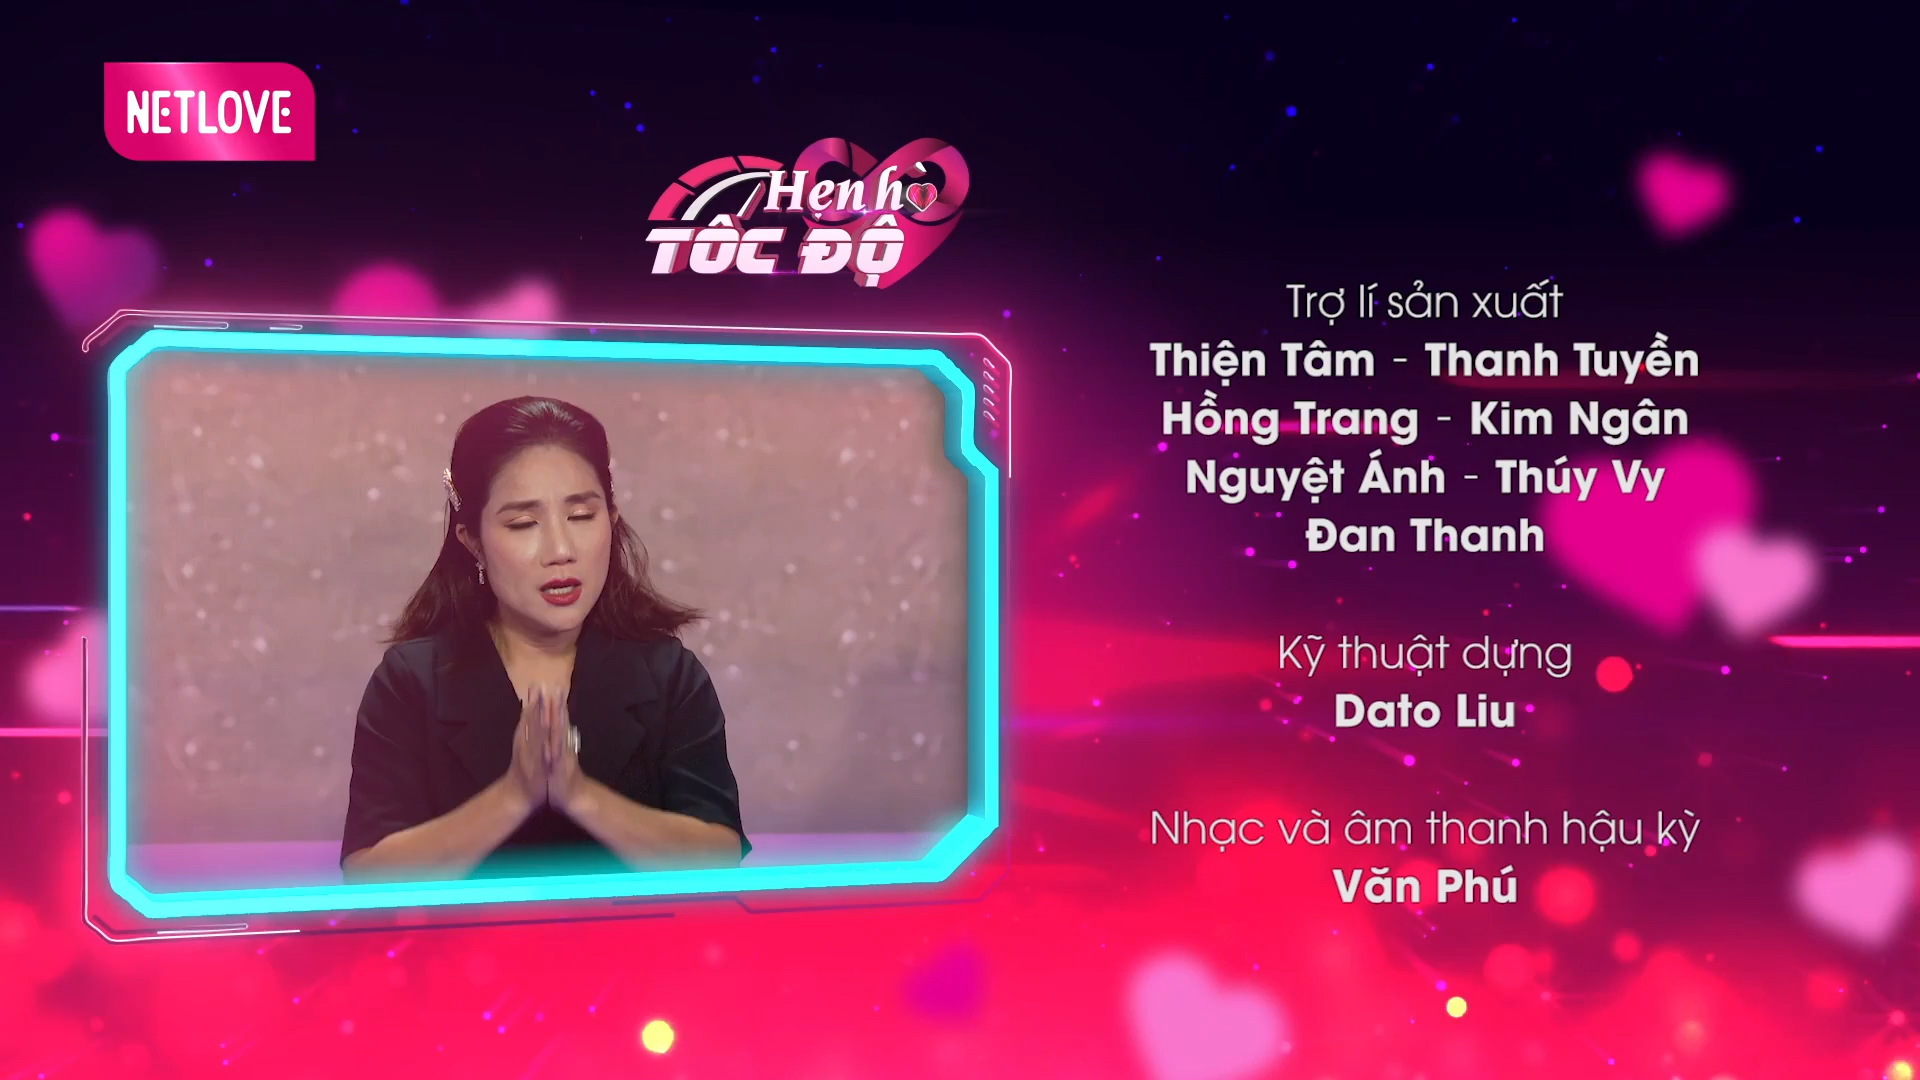 NETLOVE
Hẹn hò
TỐC ĐỘ
Trợ lí sản xuất
Thiện Tâm - Thanh Tuyền
Hồng Trang - Kim Ngân
Nguyệt Ánh - Thúy Vy
Đan Thanh
Kỹ thuật dựng
Dato Liu
Nhạc và âm thanh hậu kỳ
Văn Phú